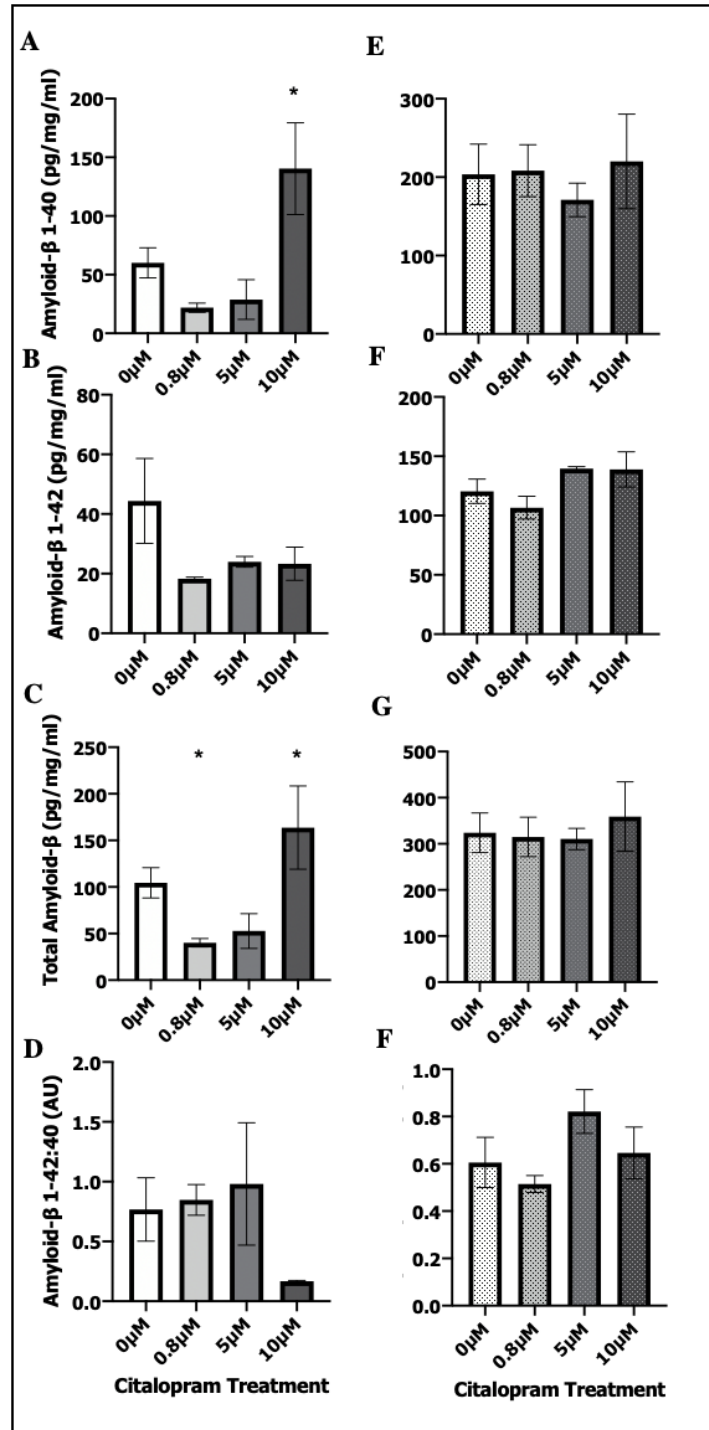 A
Amyloid-β 1-40 (pg/mg/ml)
200
150
100
50
0
*
0µM
0.8µM
5µM
10µM
E
300
200
100
0
0µM
0.8µM
5µM
10µM
B
Amyloid-β 1-42 (pg/mg/ml)
80
60
40
20
0
0µM
0.8µM
5µM
10µM
F
200
150
100
50
0
0µM
0.8µM
5µM
10µM
C
Total Amyloid-β (pg/mg/ml)
250
200
150
100
50
0
*
*
0µM
0.8µM
5µM
10µM
G
500
400
300
200
100
0
0µM
0.8µM
5µM
10µM
D
Amyloid-β 1-42:40 (AU)
2.0
1.5
1.0
0.5
0.0
0µM
0.8µM
5µM
10µM
Citalopram Treatment
F
1.0
0.8
0.6
0.4
0.2
0.0
0µM
0.8µM
5µM
10µM
Citalopram Treatment